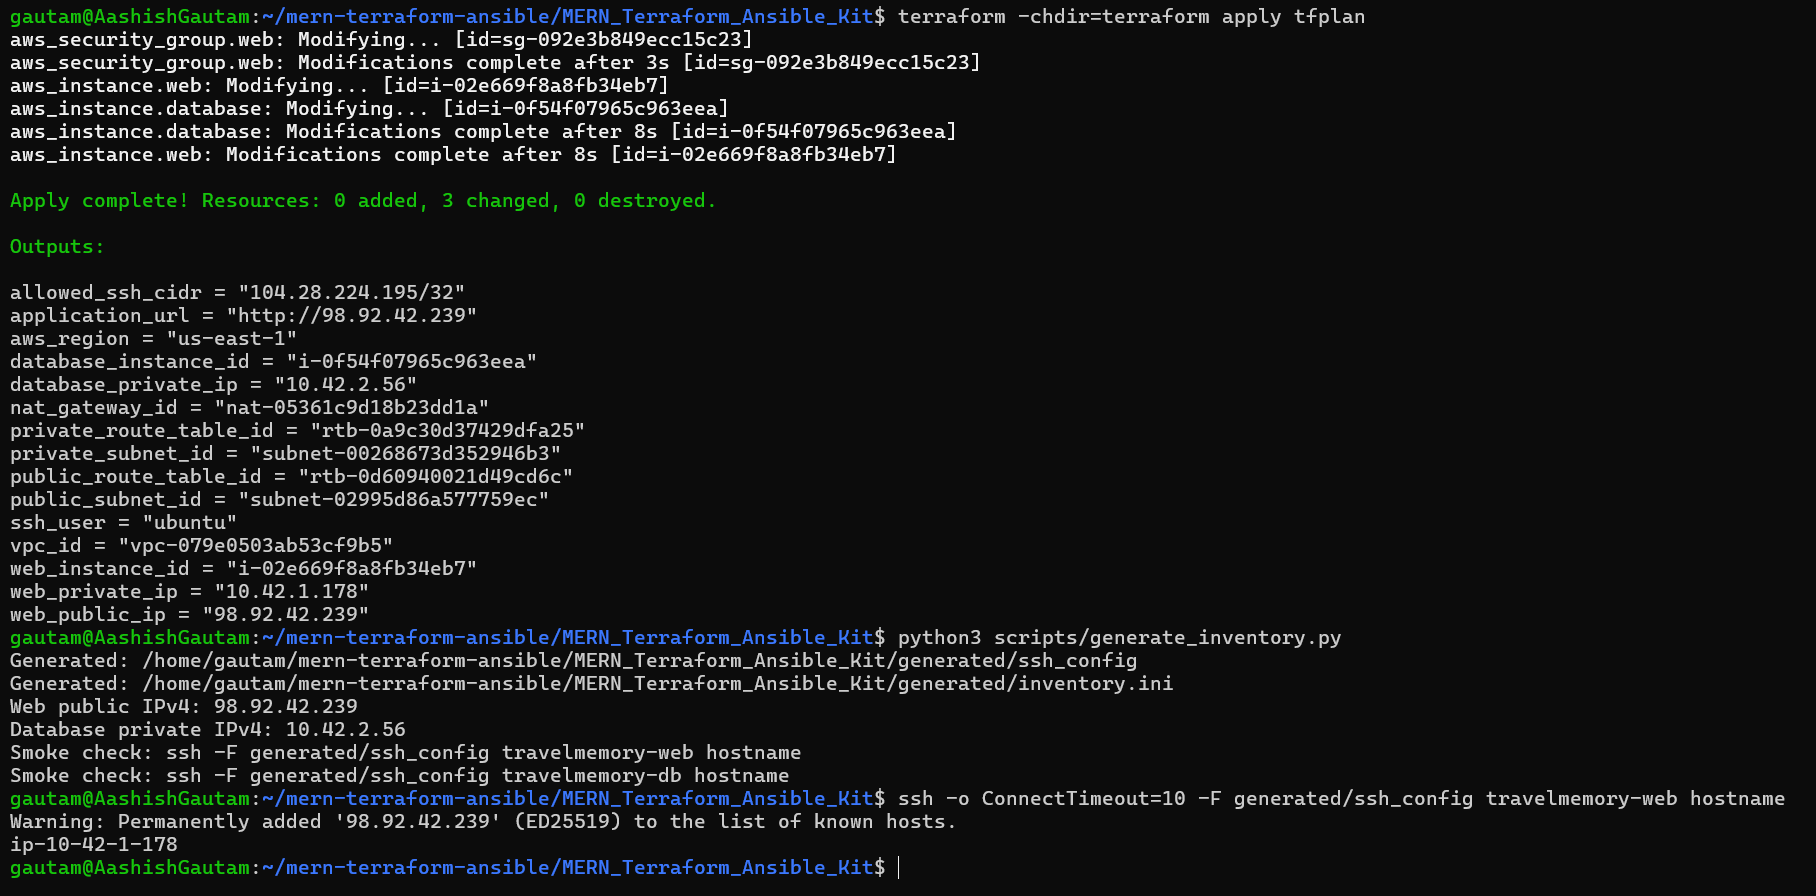 gautam@AashishGautam:~/mern-terraform-ansible/MERN_Terraform_Ansible_Kit$ terraform -chdir=terraform apply tfplan
aws_security_group.web: Modifying... [id=sg-092e3b849ecc15c23]
aws_security_group.web: Modifications complete after 3s [id=sg-092e3b849ecc15c23]
aws_instance.web: Modifying... [id=i-02e669f8a8fb34eb7]
aws_instance.database: Modifying... [id=i-0f54f07965c963eea]
aws_instance.database: Modifications complete after 8s [id=i-0f54f07965c963eea]
aws_instance.web: Modifications complete after 8s [id=i-02e669f8a8fb34eb7]

Apply complete! Resources: 0 added, 3 changed, 0 destroyed.

Outputs:

allowed_ssh_cidr = "104.28.224.195/32"
application_url = "http://98.92.42.239"
aws_region = "us-east-1"
database_instance_id = "i-0f54f07965c963eea"
database_private_ip = "10.42.2.56"
nat_gateway_id = "nat-05361c9d18b23dd1a"
private_route_table_id = "rtb-0a9c30d37429dfa25"
private_subnet_id = "subnet-00268673d352946b3"
public_route_table_id = "rtb-0d60940021d49cd6c"
public_subnet_id = "subnet-02995d86a577759ec"
ssh_user = "ubuntu"
vpc_id = "vpc-079e0503ab53cf9b5"
web_instance_id = "i-02e669f8a8fb34eb7"
web_private_ip = "10.42.1.178"
web_public_ip = "98.92.42.239"
gautam@AashishGautam:~/mern-terraform-ansible/MERN_Terraform_Ansible_Kit$ python3 scripts/generate_inventory.py
Generated: /home/gautam/mern-terraform-ansible/MERN_Terraform_Ansible_Kit/generated/ssh_config
Generated: /home/gautam/mern-terraform-ansible/MERN_Terraform_Ansible_Kit/generated/inventory.ini
Web public IPv4: 98.92.42.239
Database private IPv4: 10.42.2.56
Smoke check: ssh -F generated/ssh_config travelmemory-web hostname
Smoke check: ssh -F generated/ssh_config travelmemory-db hostname
gautam@AashishGautam:~/mern-terraform-ansible/MERN_Terraform_Ansible_Kit$ ssh -o ConnectTimeout=10 -F generated/ssh_config travelmemory-web hostname
Warning: Permanently added '98.92.42.239' (ED25519) to the list of known hosts.
ip-10-42-1-178
gautam@AashishGautam:~/mern-terraform-ansible/MERN_Terraform_Ansible_Kit$